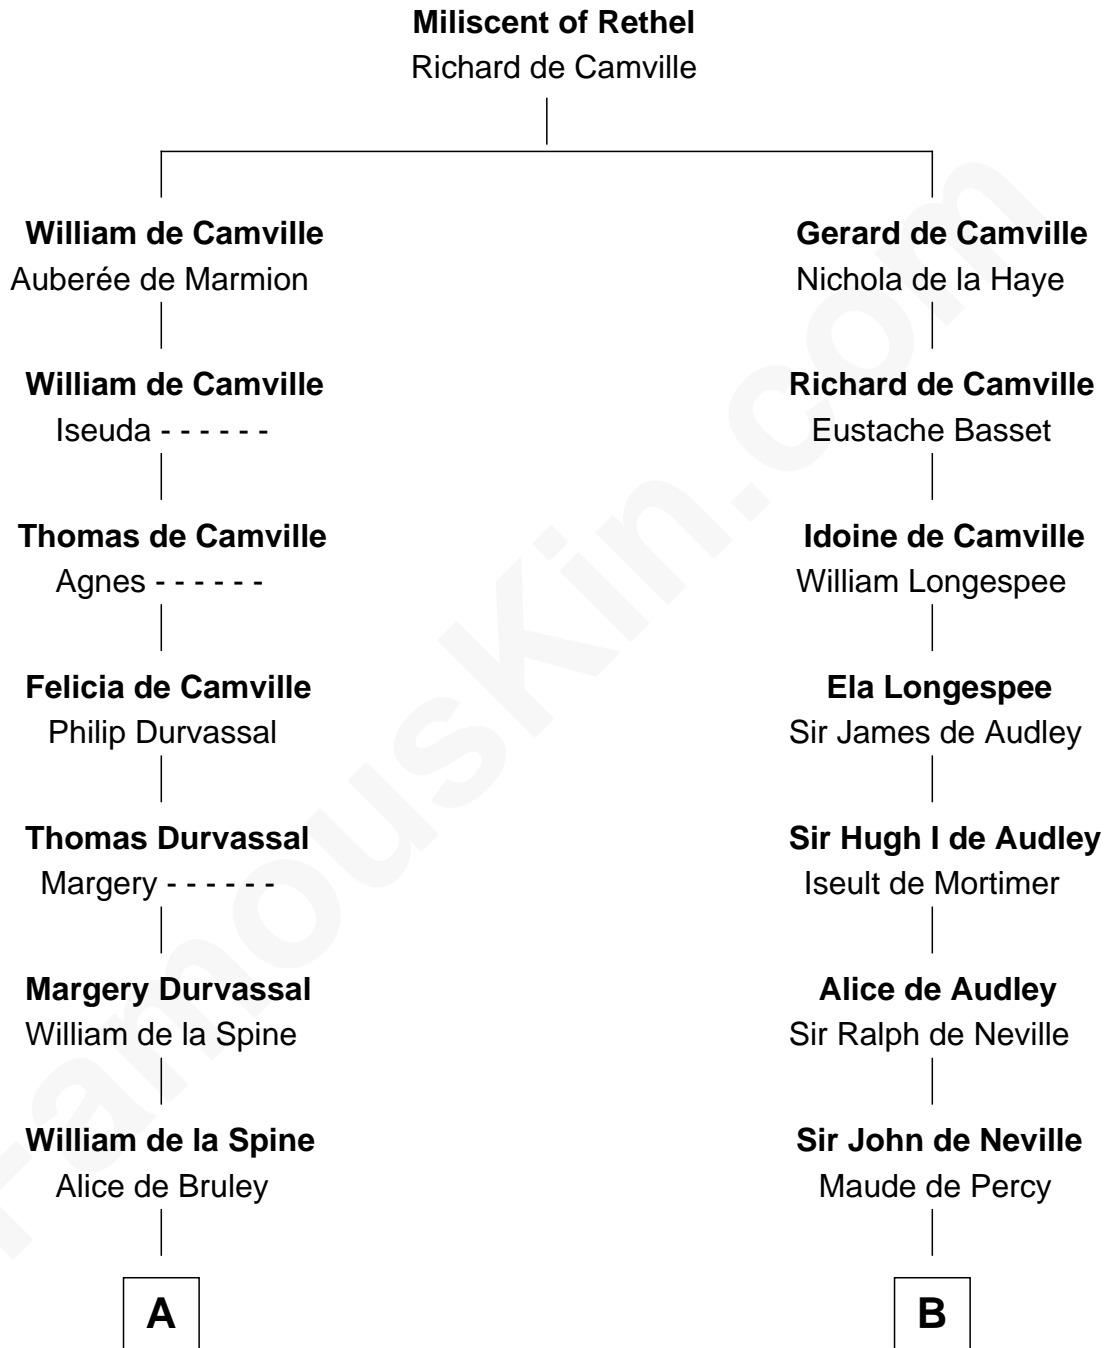 Miliscent of Rethel
Richard de Camville
William de Camville
Auberée de Marmion
Gerard de Camville
Nichola de la Haye
William de Camville
Iseuda - - - - - -
Richard de Camville
Eustache Basset
Thomas de Camville
Agnes - - - - - -
Idoine de Camville
William Longespee
Felicia de Camville
Philip Durvassal
Ela Longespee
Sir James de Audley
Thomas Durvassal
Margery - - - - - -
Sir Hugh I de Audley
Iseult de Mortimer
Margery Durvassal
William de la Spine
Alice de Audley
Sir Ralph de Neville
William de la Spine
Alice de Bruley
Sir John de Neville
Maude de Percy
A
B
FamousKin.com